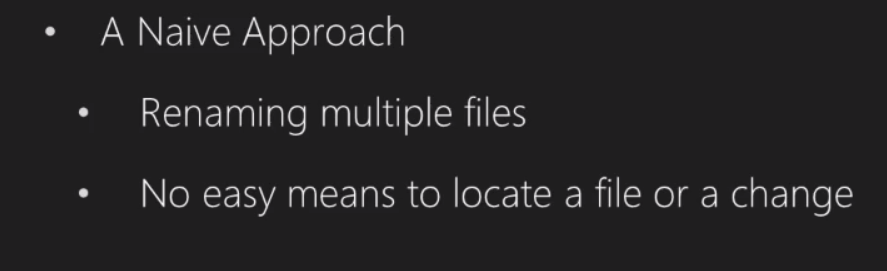 • A Naive Approach
• Renaming multiple files
• No easy means to locate a file or a change